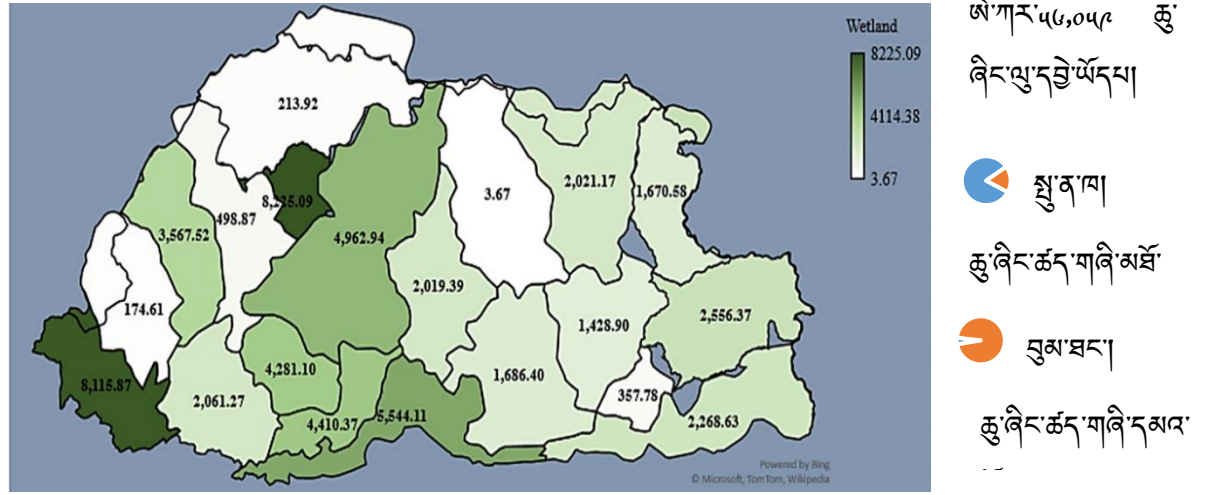 Wetland
8225.09
4114.38
3.67
213.92
8,225.09
498.87
3,567.52
4,962.94
3.67
2,021.17
1,670.58
2,019.39
174.61
8,115.87
2,061.27
4,281.10
4,410.37
5,544.11
1,686.40
1,428.90
2,556.37
357.78
2,268.63
Powered by Bing
© Microsoft, TomTom, Wikipedia
ཨེ་ཀར་༥༦,༠༥༩ ཆུ་
ཞིང་ལུ་དབྱེ་ཡོདཔ།
སྤུ་ན་ཁ།
ཆུ་ཞིང་ཚད་གཞི་མཐོ་
བུམ་ཐང་།
ཆུ་ཞིང་ཚད་གཞི་དམའ་